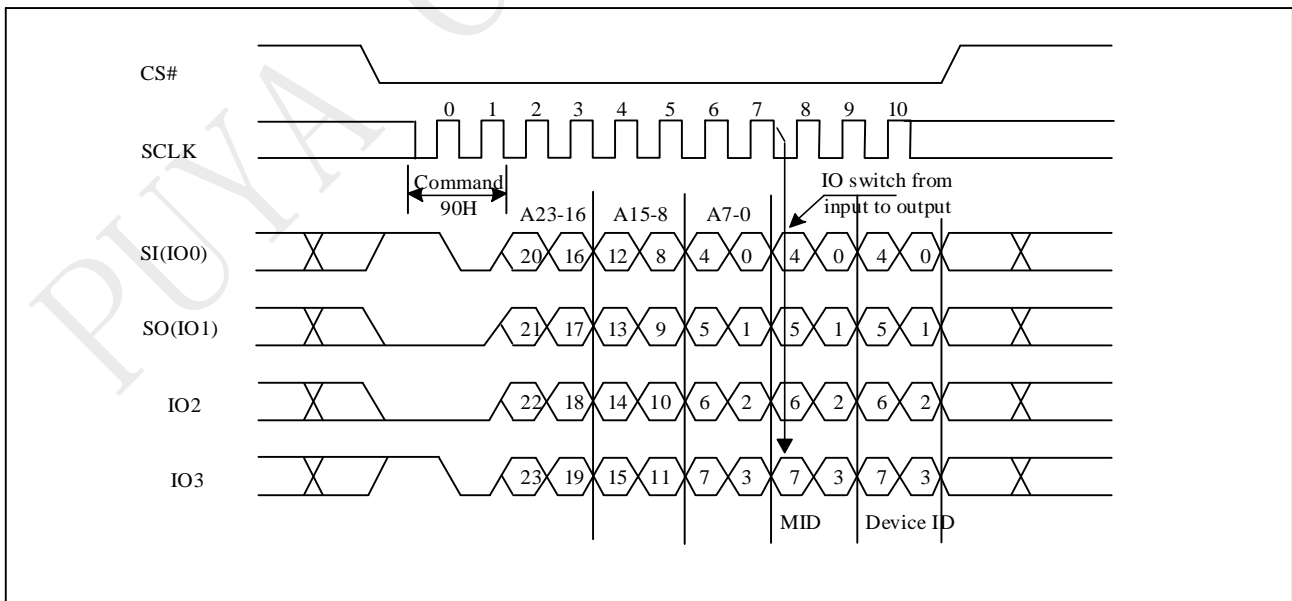 PUYA
CS#
0 1 2 3 4 5 6 7 8 9 10
SCLK
Command
90H
IO switch from
input to output
A23-16 A15-8 A7-0
SI(IO0) 20 16 12 8 4 0 4 0 4 0
SO(IO1) 21 17 13 9 5 1 5 1 5 1
IO2 22 18 14 10 6 2 6 2 6 2
IO3 23 19 15 11 7 3 7 3 7 3
MID Device ID